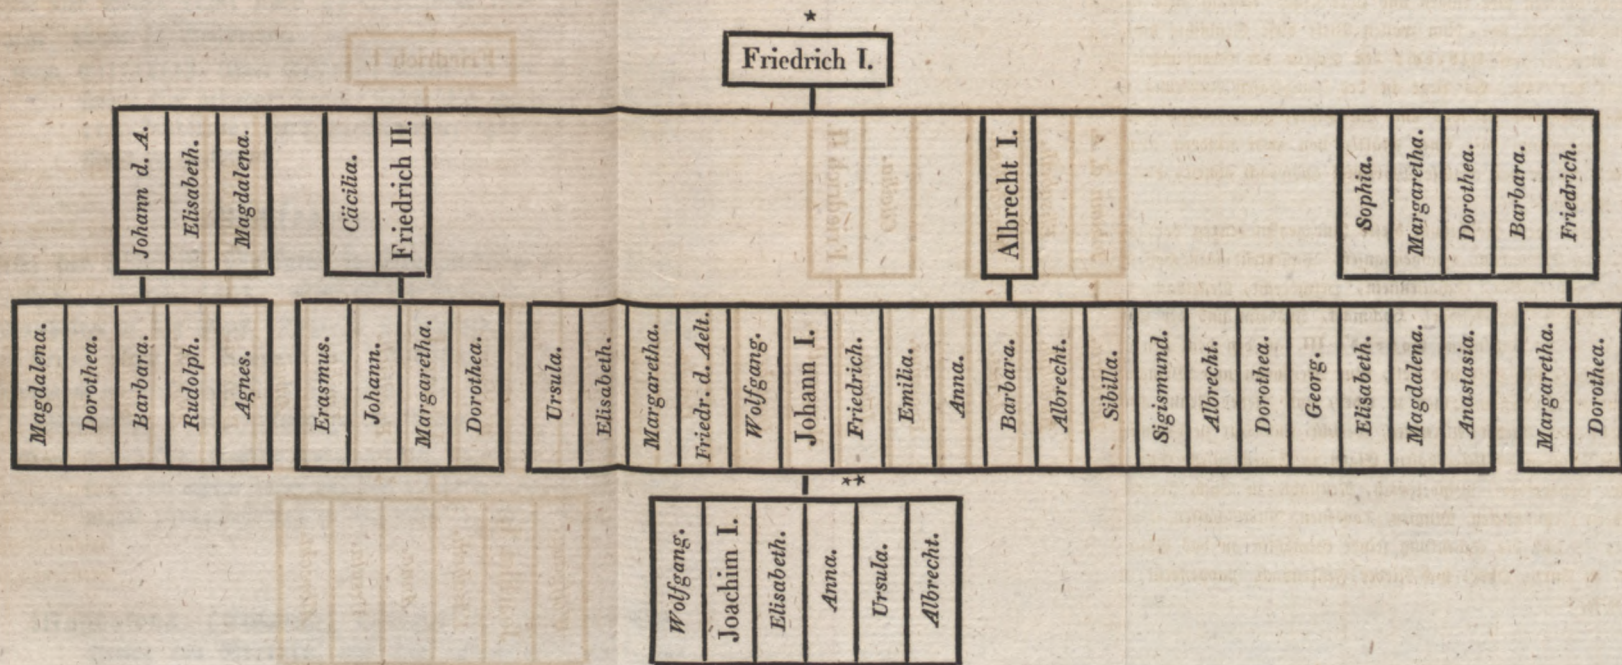 *
Friedrich I.
Johann d. A.
Elisabeth.
Magdalena.
Cäcilia.
Friedrich II.
Albrecht I.
Sophia.
Margaretha.
Dorothea.
Barbara.
Friedrich.
Magdalena.
Dorothea.
Barbara.
Rudolph.
Agnes.
Erasmus.
Johann.
Margaretha.
Dorothea.
Ursula.
Elisabeth.
Margaretha.
Friedr. d. Aelt.
Wolfgang.
Johann I.
Friedrich.
Emilia.
Anna.
Barbara.
Albrecht.
Sibilla.
Sigismund.
Albrecht.
Dorothea.
Georg.
Elisabeth.
Magdalena.
Anastasia.
Margaretha.
Dorothea.
**
Wolfgang.
Joachim I.
Elisabeth.
Anna.
Ursula.
Albrecht.